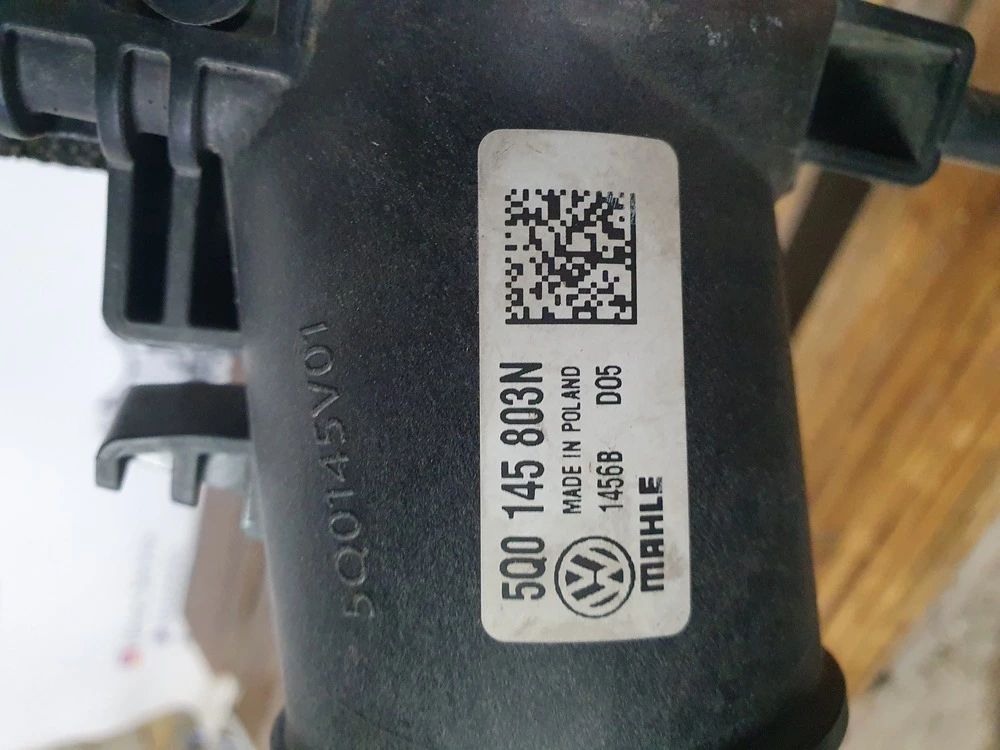 5Q0 145 803N
MADE IN POLAND
1456B D05
MAHLE
5Q0145V01